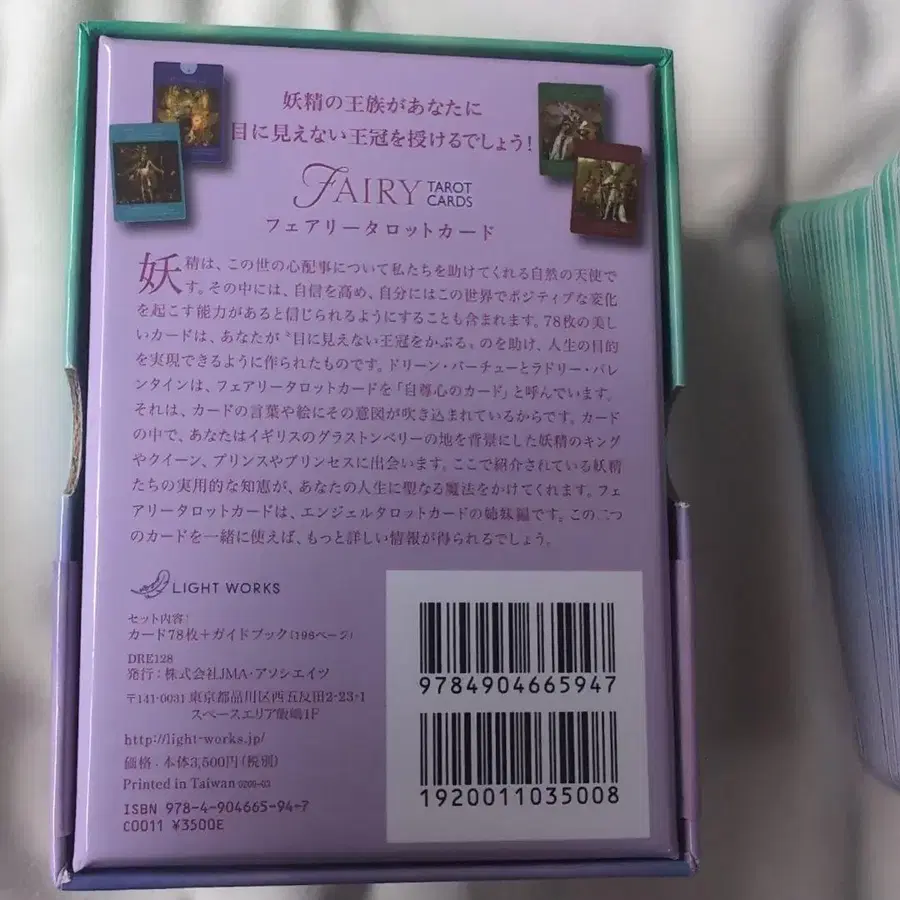 妖精の王族があなたに
目に見えない王冠を授けるでしょう!
FAIRY TAROT CARDS
フェアリータロットカード
妖精は、この世の心配事について私たちを助けてくれる自然の天使で
す。その中には、自信を高め、自分にはこの世界でポジティブな変化
を起こす能力があると信じられるようにすることも含まれます。78枚の美し
いカードは、あなたが〝目に見えない王冠をかぶる〟のを助け、人生の目的
を実現できるように作られたものです。ドリーン・バーチューとラドリー・バレ
ンタインは、フェアリータロットカードを「自尊心のカード」と呼んでいます。
それは、カードの言葉や絵にその意図が吹き込まれているからです。カード
の中で、あなたはイギリスのグラストンベリーの地を背景にした妖精のキング
やクイーン、プリンスやプリンセスに出会います。ここで紹介されている妖精
たちの実用的な知恵が、あなたの人生に聖なる魔法をかけてくれます。フェ
アリータロットカードは、エンジェルタロットカードの姉妹編です。この二つ
のカードを一緒に使えば、もっと詳しい情報が得られるでしょう。
LIGHT WORKS
セット内容:
カード78枚+ガイドブック(196ページ)
DRE128
発行:株式会社JMA・アソシエイツ
〒141-0031 東京都品川区西五反田2-23-1
スペースエリア飯嶋1F
http://light-works.jp/
価格:本体3,500円(税別)
Printed in Taiwan 0209-03
ISBN 978-4-904665-94-7
C0011 ¥3500E
9784904665947
1920011035008